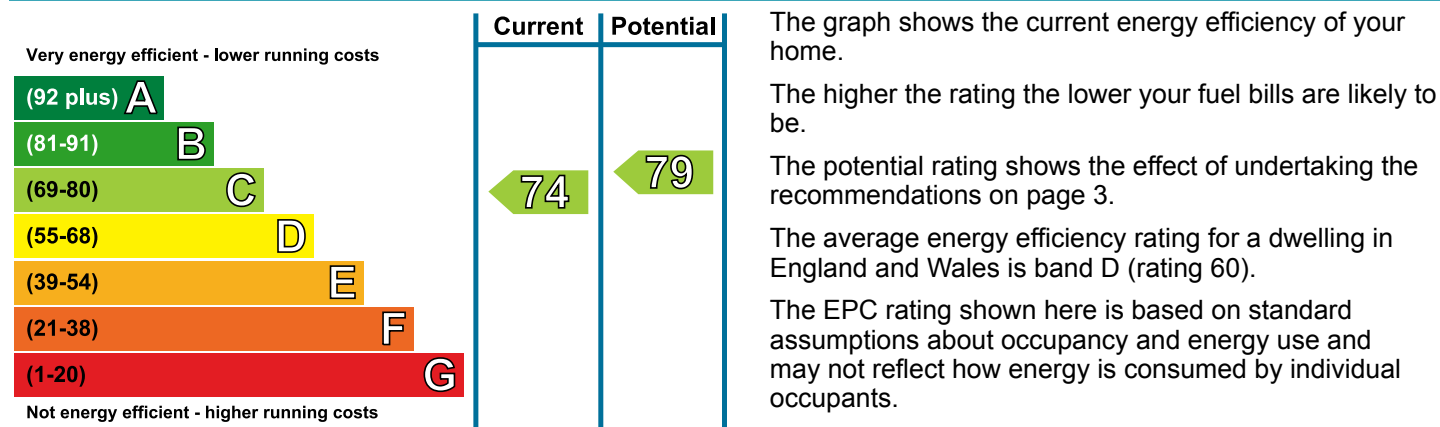 Current Potential
Very energy efficient - lower running costs
(92 plus) A
(81-91) B
(69-80) C
(55-68) D
(39-54) E
(21-38) F
(1-20) G
Not energy efficient - higher running costs
74
79
The graph shows the current energy efficiency of your
home.
The higher the rating the lower your fuel bills are likely to
be.
The potential rating shows the effect of undertaking the
recommendations on page 3.
The average energy efficiency rating for a dwelling in
England and Wales is band D (rating 60).
The EPC rating shown here is based on standard
assumptions about occupancy and energy use and
may not reflect how energy is consumed by individual
occupants.